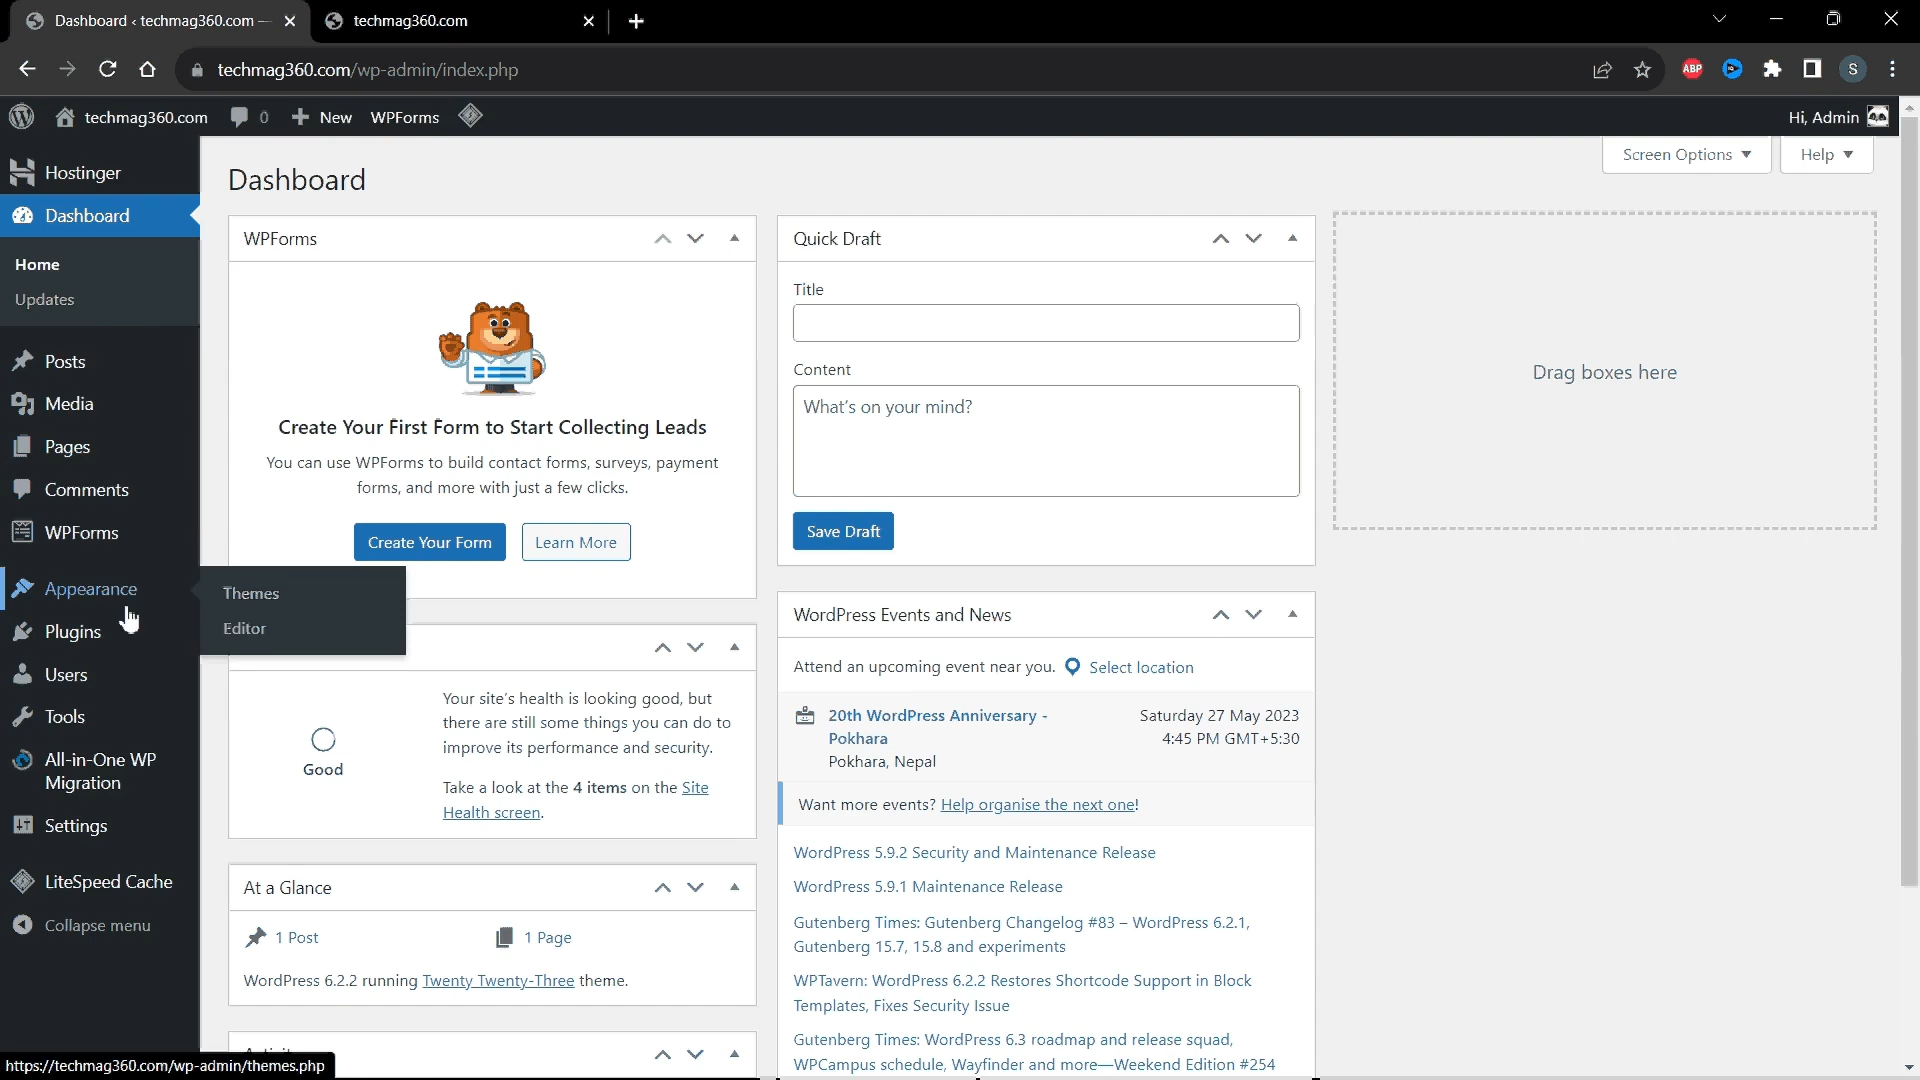 Dashboard ‹ techmag360.com —
techmag360.com
techmag360.com/wp-admin/index.php
ABP
S
techmag360.com
0
New
WPForms
Hi, Admin
Screen Options
Help
Hostinger
Dashboard
Home
Updates
Posts
Media
Pages
Comments
WPForms
Appearance
Plugins
Users
Tools
All-in-One WP
Migration
Settings
LiteSpeed Cache
Collapse menu
Themes
Editor
Dashboard
WPForms
Create Your First Form to Start Collecting Leads
You can use WPForms to build contact forms, surveys, payment
forms, and more with just a few clicks.
Create Your Form
Learn More
Good
Your site's health is looking good, but
there are still some things you can do to
improve its performance and security.
Take a look at the 4 items on the Site
Health screen.
At a Glance
1 Post
1 Page
WordPress 6.2.2 running Twenty Twenty-Three theme.
Quick Draft
Title
Content
What's on your mind?
Save Draft
WordPress Events and News
Attend an upcoming event near you.
Select location
20th WordPress Anniversary -
Pokhara
Pokhara, Nepal
Saturday 27 May 2023
4:45 PM GMT+5:30
Want more events? Help organise the next one!
WordPress 5.9.2 Security and Maintenance Release
WordPress 5.9.1 Maintenance Release
Gutenberg Times: Gutenberg Changelog #83 – WordPress 6.2.1,
Gutenberg 15.7, 15.8 and experiments
WPTavern: WordPress 6.2.2 Restores Shortcode Support in Block
Templates, Fixes Security Issue
Gutenberg Times: WordPress 6.3 roadmap and release squad,
WPCampus schedule, Wayfinder and more—Weekend Edition #254
Drag boxes here
https://techmag360.com/wp-admin/themes.php